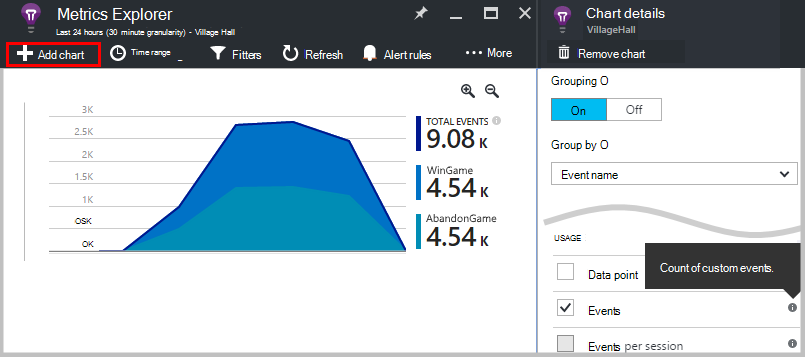 Metrics Explorer
Last 24 hours (30 minute granularity) - Village Hall
Add chart
Time range
Fitters
Refresh
Alert rules
More
3K
2.5K
2K
1.5K
1K
OSK
OK
TOTAL EVENTS
9.08 K
WinGame
4.54 K
AbandonGame
4.54 K
Chart details
VillageHall
Remove chart
Grouping O
On
Off
Group by O
Event name
USAGE
Count of custom events.
Data point
Events
Events per session